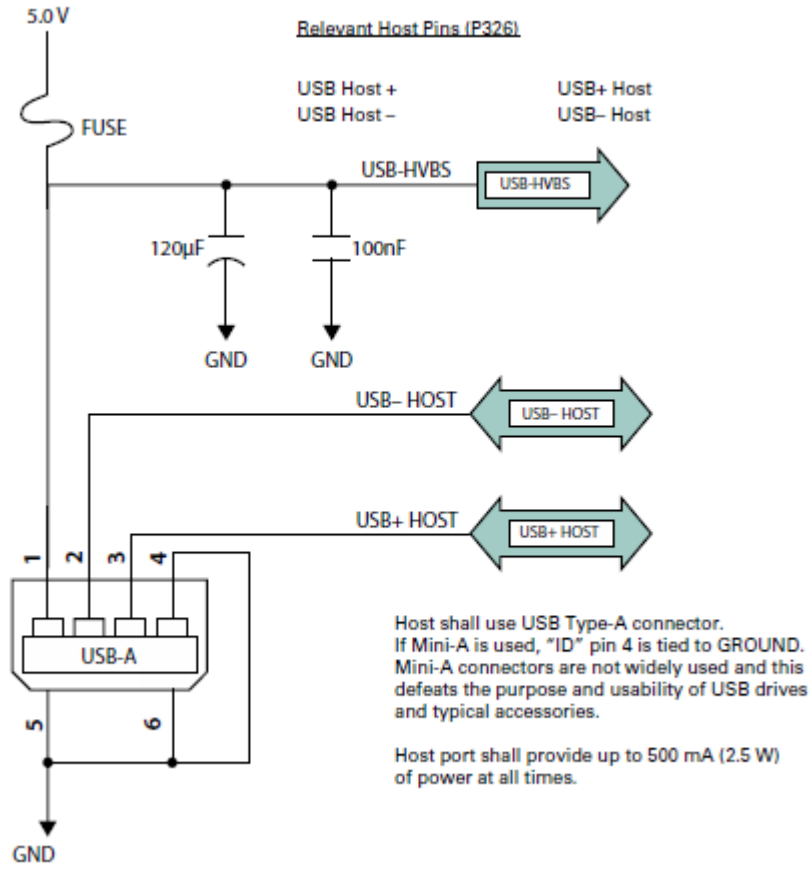 5.0 V
Relevant Host Pins (P326)
USB Host + USB+ Host
USB Host – USB– Host
FUSE
USB-HVBS
USB-HVBS
120µF
100nF
GND
GND
USB– HOST
USB– HOST
USB+ HOST
USB+ HOST
1
2
3
4
USB-A
5
6
GND
Host shall use USB Type-A connector.
If Mini-A is used, “ID” pin 4 is tied to GROUND.
Mini-A connectors are not widely used and this
defeats the purpose and usability of USB drives
and typical accessories.
Host port shall provide up to 500 mA (2.5 W)
of power at all times.